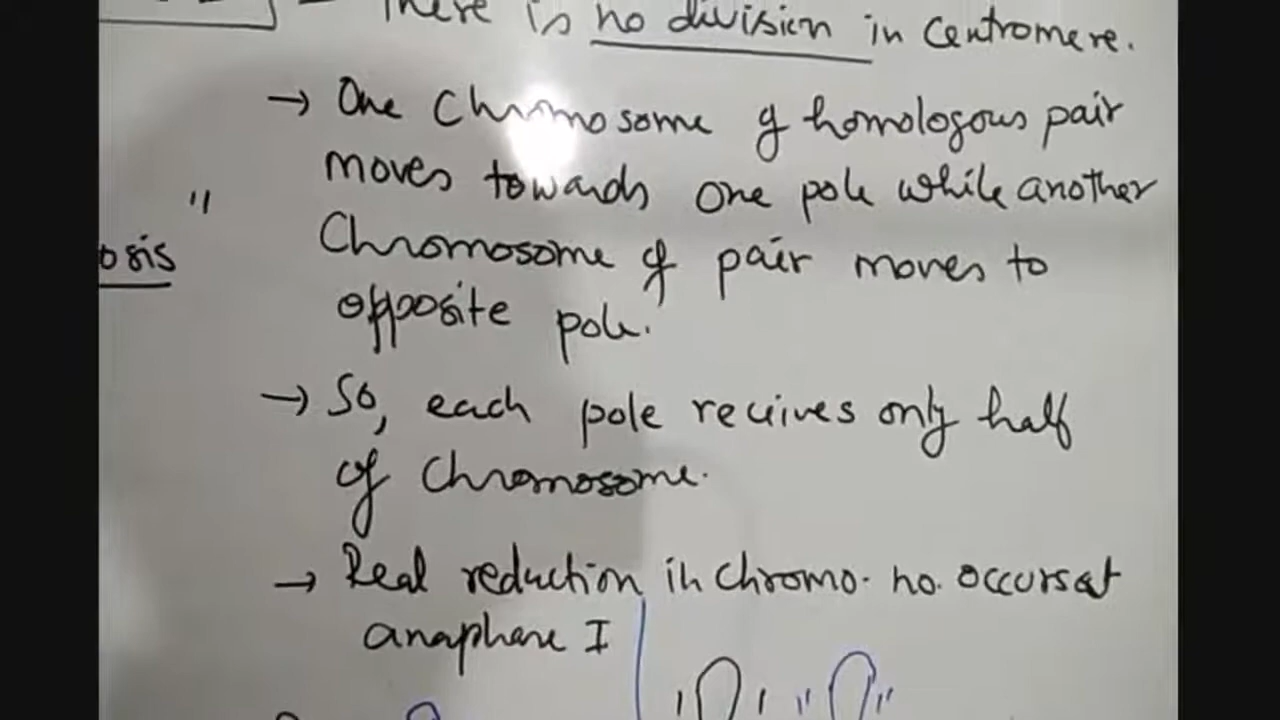 There is no division in Centromere.
→ One Chromosome of homologous pair
moves towards one pole while another
"
Chromosome of pair moves to
osis
opposite pole.
→ So, each pole recives only half
of Chromosome.
→ Real reduction in chromo. no. occurs at
anaphase I